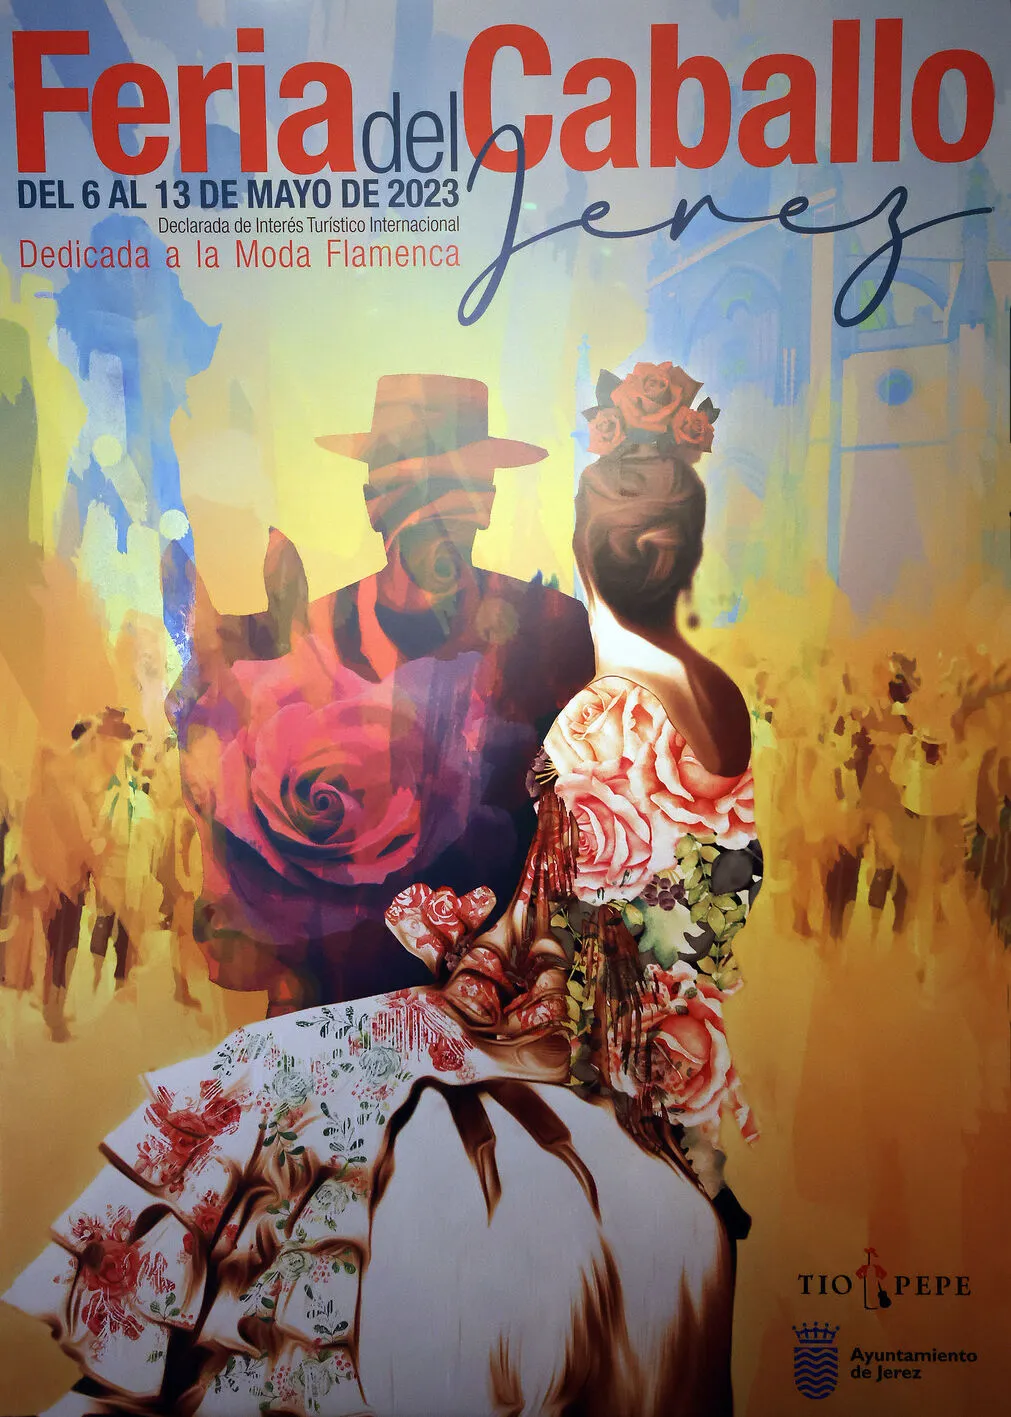 Feria del Caballo
Jerez
DEL 6 AL 13 DE MAYO DE 2023
Declarada de Interés Turístico Internacional
Dedicada a la Moda Flamenca
TIO PEPE
Ayuntamiento
de Jerez